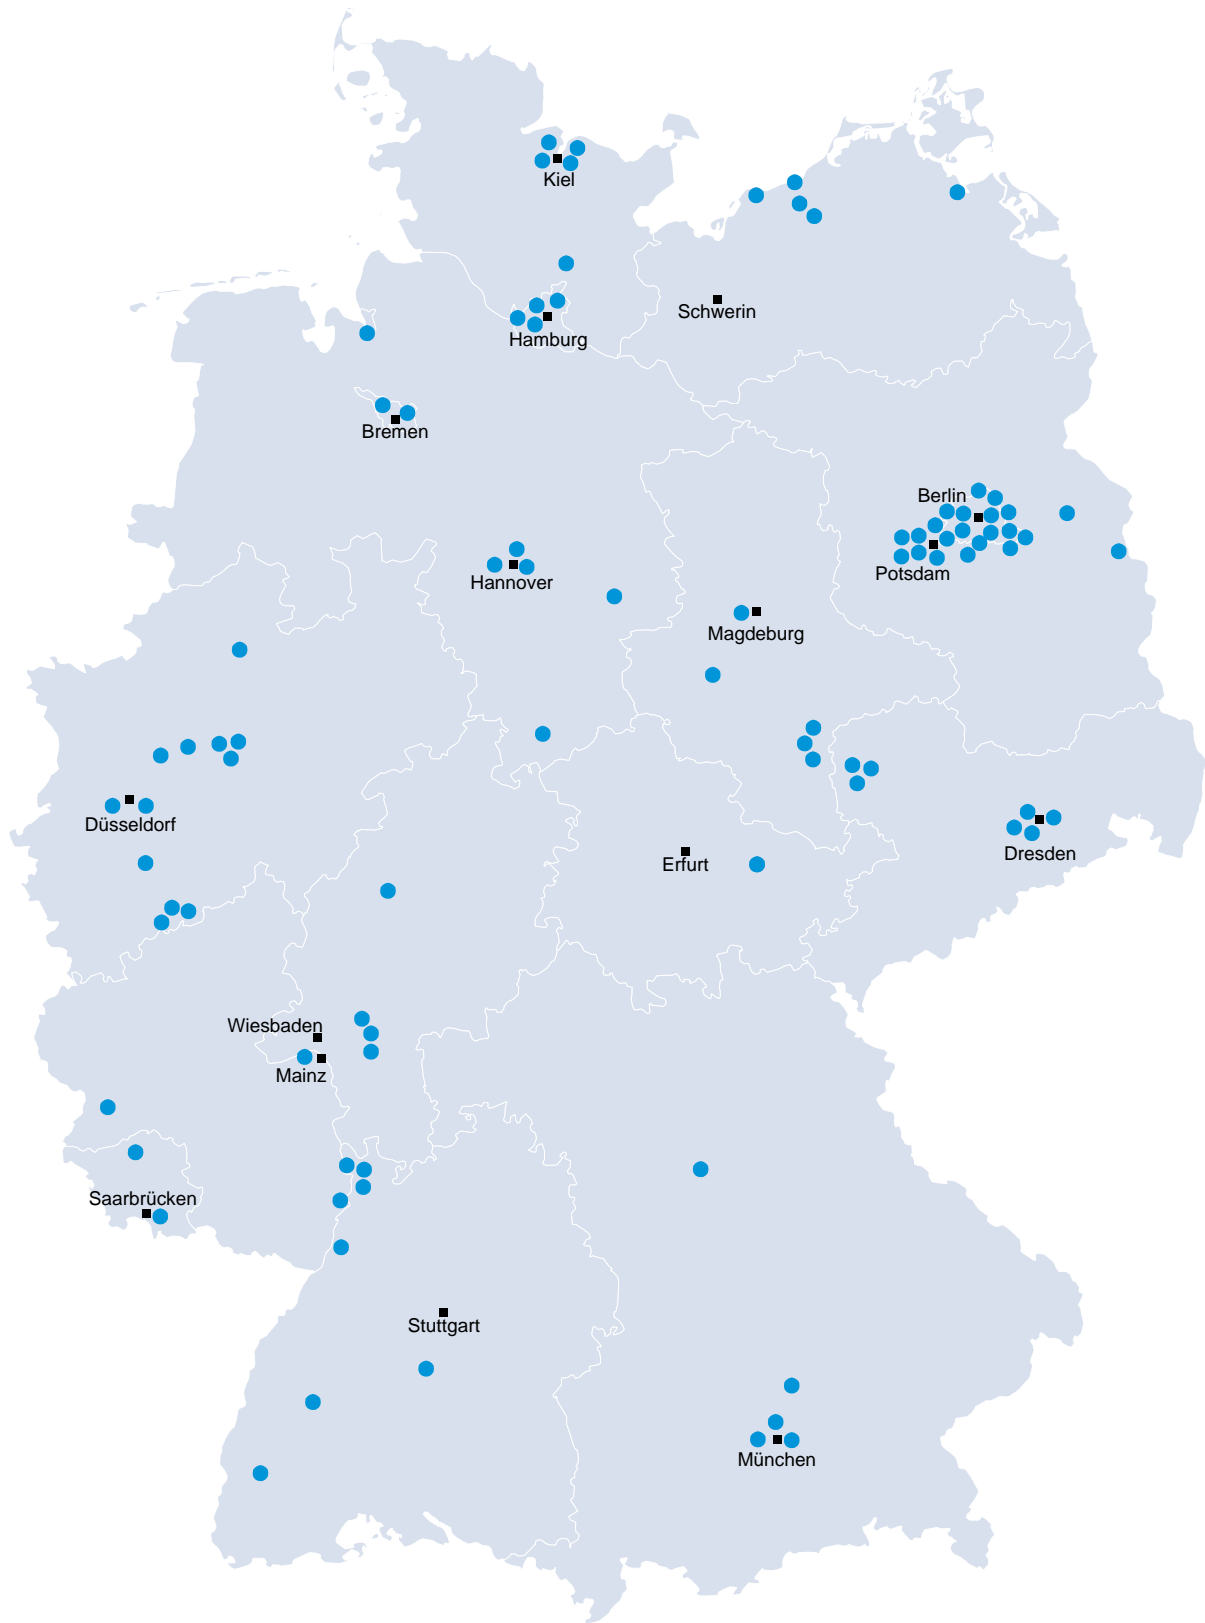 Kiel
Schwerin
Hamburg
Bremen
Berlin
Potsdam
Hannover
Magdeburg
Düsseldorf
Dresden
Erfurt
Wiesbaden
Mainz
Saarbrücken
Stuttgart
München